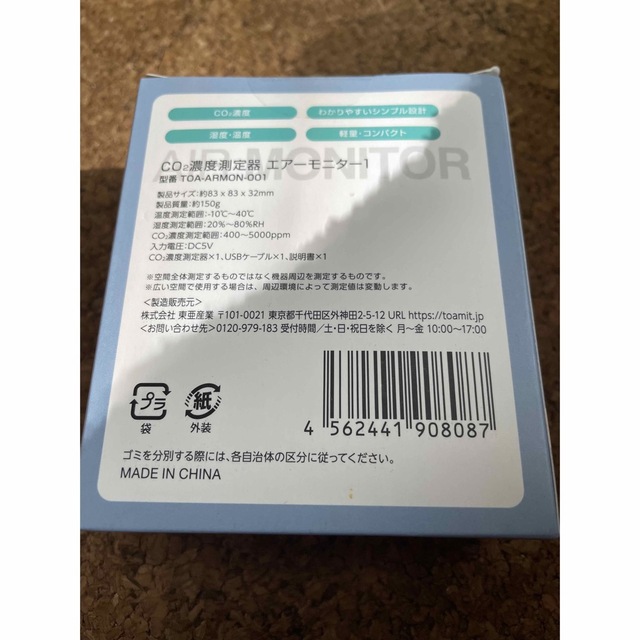 CO₂濃度 わかりやすいシンプル設計
湿度・温度 軽量・コンパクト
AIR MONITOR
CO₂濃度測定器 エアーモニター1
型番 TOA-ARMON-001
製品サイズ:約83 x 83 x 32mm
製品質量:約150g
温度測定範囲:-10℃〜40℃
湿度測定範囲:20%〜80%RH
CO₂濃度測定範囲:400〜5000ppm
入力電圧:DC5V
CO₂濃度測定器×1、USBケーブル×1、説明書×1
※空間全体測定するものではなく機器周辺を測定するものです。
※広い空間で使用する場合は、周辺環境によって測定値は変動します。
<製造販売元>
株式会社 東亜産業 〒101-0021 東京都千代田区外神田2-5-12 URL https://toamit.jp
<お問い合わせ先>0120-979-183 受付時間/土・日・祝日を除く 月〜金 10:00〜17:00
プラ 紙
袋 外装
4 562441 908087
ゴミを分別する際には、各自治体の区分に従ってください。
MADE IN CHINA